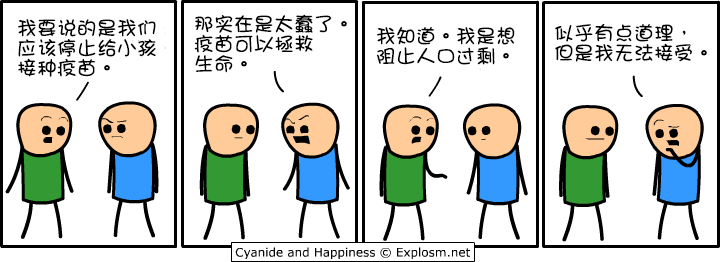 我要说的是我们
应该停止给小孩
接种疫苗。
那实在是太蠢了。
疫苗可以拯救
生命。
我知道。我是想
阻止人口过剩。
似乎有点道理，
但是我无法接受。
Cyanide and Happiness © Explosm.net